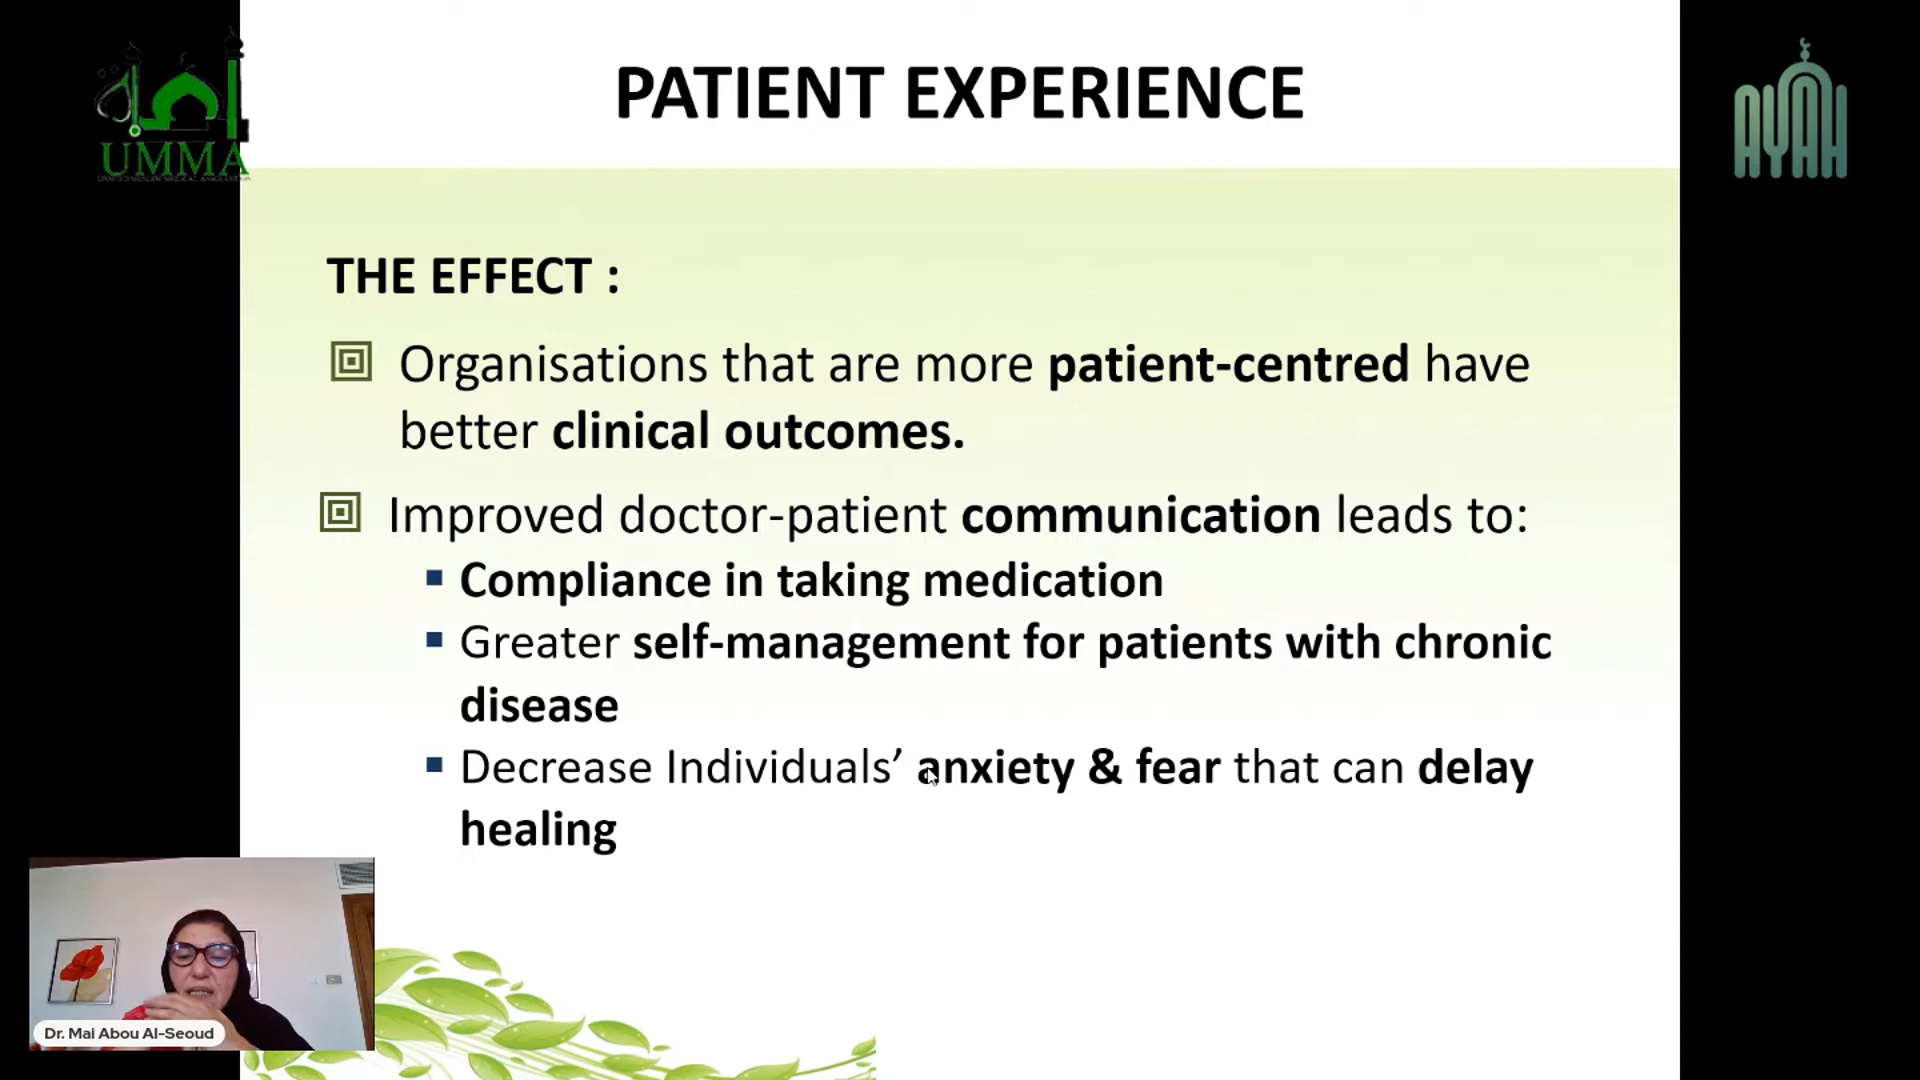 PATIENT EXPERIENCE
UMMA
AYAH
THE EFFECT :
Organisations that are more patient-centred have
better clinical outcomes.
Improved doctor-patient communication leads to:
Compliance in taking medication
Greater self-management for patients with chronic
disease
Decrease Individuals’ anxiety & fear that can delay
healing
Dr. Mai Abou Al-Seoud